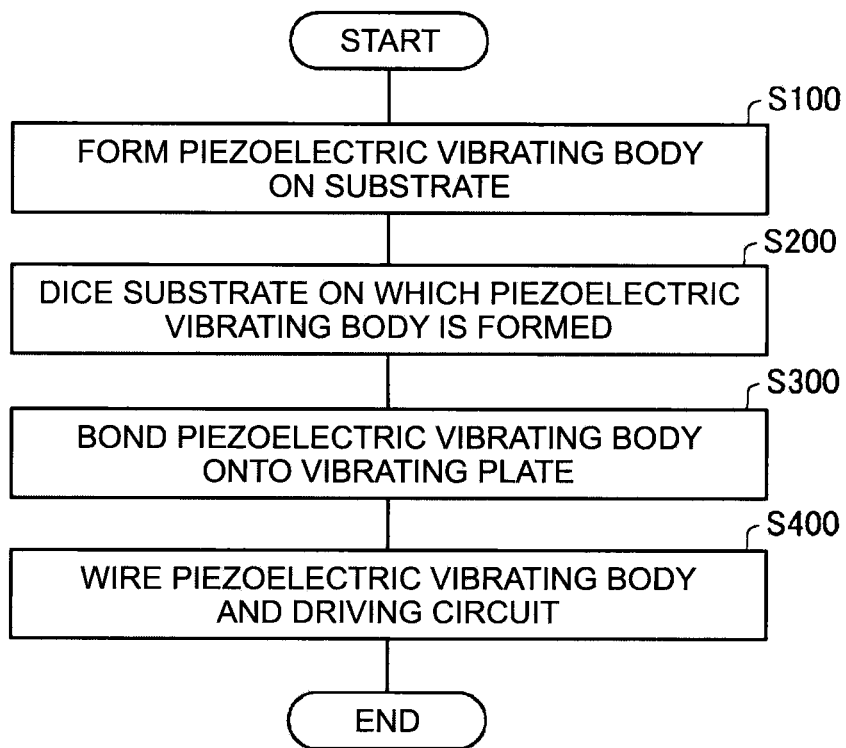 START
S100
FORM PIEZOELECTRIC VIBRATING BODY
ON SUBSTRATE
S200
DICE SUBSTRATE ON WHICH PIEZOELECTRIC
VIBRATING BODY IS FORMED
S300
BOND PIEZOELECTRIC VIBRATING BODY
ONTO VIBRATING PLATE
S400
WIRE PIEZOELECTRIC VIBRATING BODY
AND DRIVING CIRCUIT
END